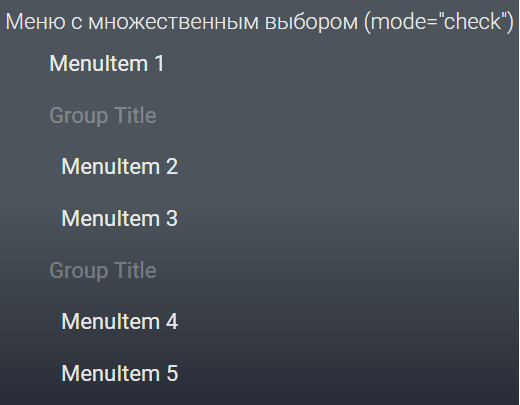 Меню с множественным выбором (mode="check")
MenuItem 1
Group Title
MenuItem 2
MenuItem 3
Group Title
MenuItem 4
MenuItem 5